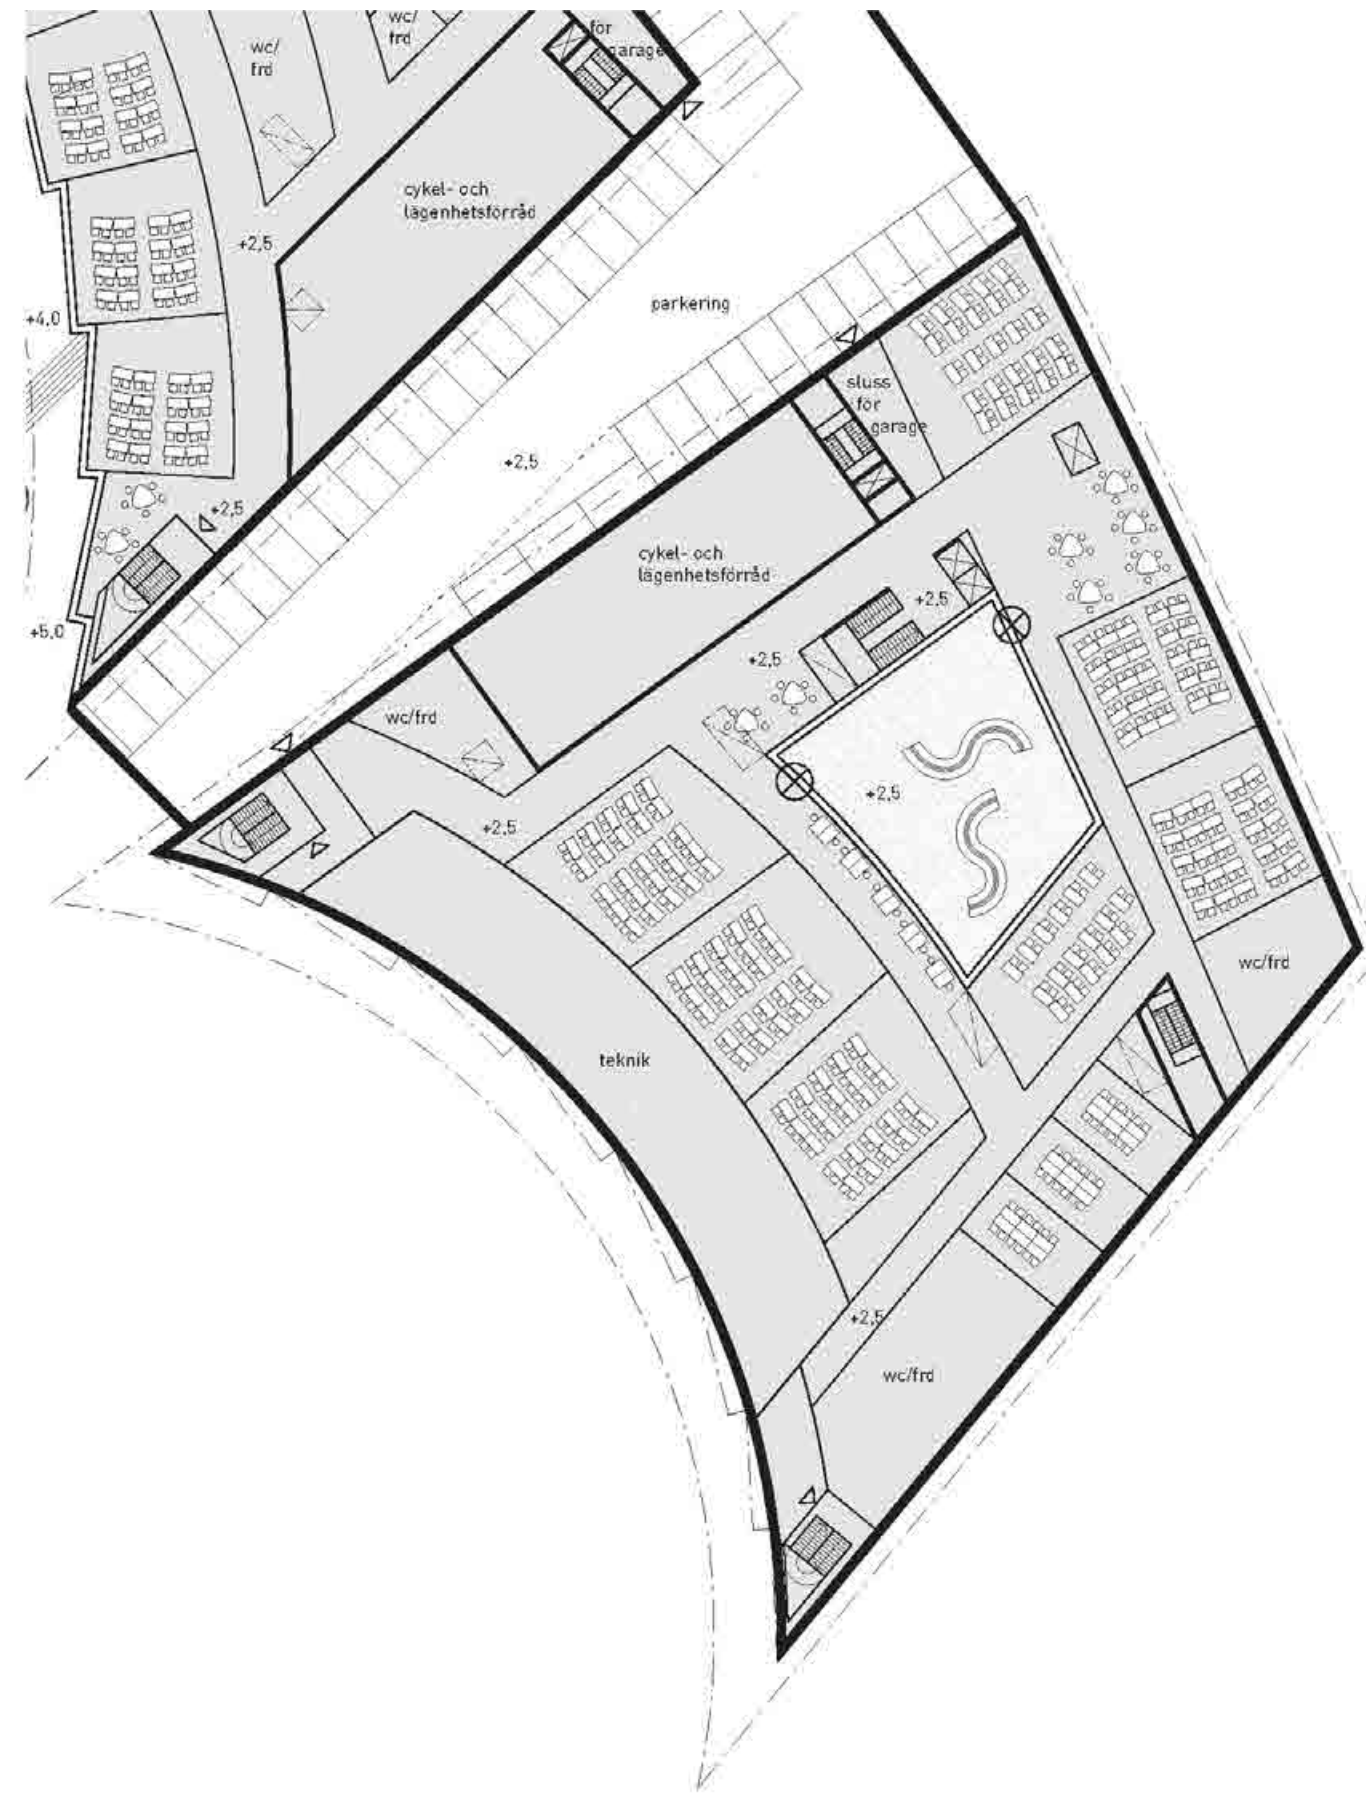 wc/
frd
wc/
frd
för
garage
cykel- och
lägenhetsförråd
+2,5
+4,0
parkering
sluss
för
garage
+2,5
+2,5
cykel- och
lägenhetsförråd
+2,5
+5,0
+2,5
wc/frd
+2,5
+2,5
wc/frd
teknik
+2,5
wc/frd